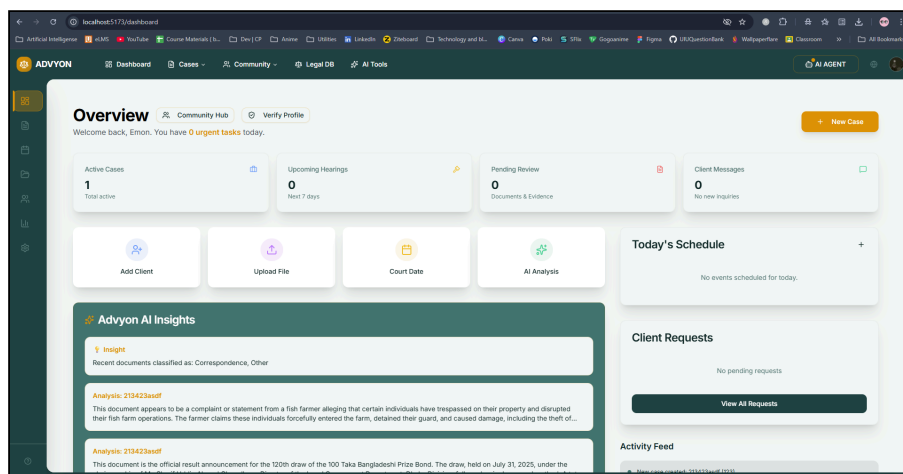 localhost:5173/dashboard
Artificial Intelligense eLMS YouTube Course Materials | b... Dev | CP Anime Utilities LinkedIn Ziteboard Technology and bl... Canva Poki SFlix Gogoanime Figma UIUQuestionBank Wallpaperflare Classroom » All Bookmarks
ADVYON Dashboard Cases Community Legal DB AI Tools AI AGENT
Overview Community Hub Verify Profile
+ New Case
Welcome back, Emon. You have 0 urgent tasks today.
Active Cases
1
Total active
Upcoming Hearings
0
Next 7 days
Pending Review
0
Documents & Evidence
Client Messages
0
No new inquiries
Add Client
Upload File
Court Date
AI Analysis
Today's Schedule +
No events scheduled for today.
Advyon AI Insights
Insight
Recent documents classified as: Correspondence, Other
Analysis: 213423asdf
This document appears to be a complaint or statement from a fish farmer alleging that certain individuals have trespassed on their property and disrupted
their fish farm operations. The farmer claims these individuals forcefully entered the farm, detained their guard, and caused damage, including the theft of...
Analysis: 213423asdf
This document is the official result announcement for the 120th draw of the 100 Taka Bangladeshi Prize Bond. The draw, held on July 31, 2025, under the
Client Requests
No pending requests
View All Requests
Activity Feed
New case created: 213423asdf (123)